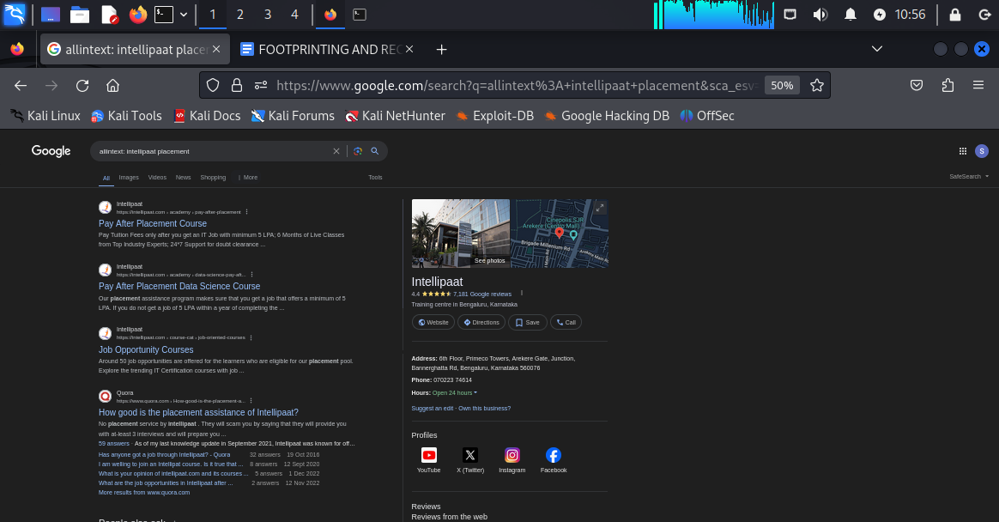 1 2 3 4
10:56
allintext: intellipaat placer
FOOTPRINTING AND REC
https://www.google.com/search?q=allintext%3A+intellipaat+placement&sca_esv=
50%
Kali Linux Kali Tools Kali Docs Kali Forums Kali NetHunter Exploit-DB Google Hacking DB OffSec
Google
allintext: intellipaat placement
S
All Images Videos News Shopping More Tools
SafeSearch
Intellipaat
https://intellipaat.com › academy › pay-after-placement
Pay After Placement Course
Pay Tuition Fees only after you get an IT Job with minimum 5 LPA; 6 Months of Live Classes
from Top Industry Experts; 24*7 Support for doubt clearance ...
Intellipaat
https://intellipaat.com › academy › data-science-pay-aft...
Pay After Placement Data Science Course
Our placement assistance program makes sure that you get a job that offers a minimum of 5
LPA. If you do not get a job of 5 LPA within a year of completing the ...
Intellipaat
https://intellipaat.com › course-cat › job-oriented-courses
Job Opportunity Courses
Around 50 job opportunities are offered for the learners who are eligible for our placement pool.
Explore the trending IT Certification courses with job ...
Quora
https://www.quora.com › How-good-is-the-placement-a...
How good is the placement assistance of Intellipaat?
No placement service by intellipaat . They will scam you by saying that they will provide you
with at-least 3 interviews and will prepare you ...
59 answers · As of my last knowledge update in September 2021, Intellipaat was known for off...
Has anyone got a job through Intellipaat? - Quora 32 answers 19 Oct 2016
I am welling to join an Intellipat course. Is it true that ... 8 answers 12 Sept 2020
What is your opinion of intellipaat.com and its courses ... 5 answers 1 Dec 2022
What are the job opportunities in Intellipaat after ... 2 answers 12 Nov 2022
More results from www.quora.com
People also ask
See photos
Cinepolis SJR
Arekere (Centro Mall)
Brigade Millenium Rd
Arekere Main Rd
Intellipaat
4.4 7,181 Google reviews
Training centre in Bengaluru, Karnataka
Website Directions Save Call
Address: 6th Floor, Primeco Towers, Arekere Gate, Junction,
Bannerghatta Rd, Bengaluru, Karnataka 560076
Phone: 070223 74614
Hours: Open 24 hours
Suggest an edit · Own this business?
Profiles
YouTube X (Twitter) Instagram Facebook
Reviews
Reviews from the web